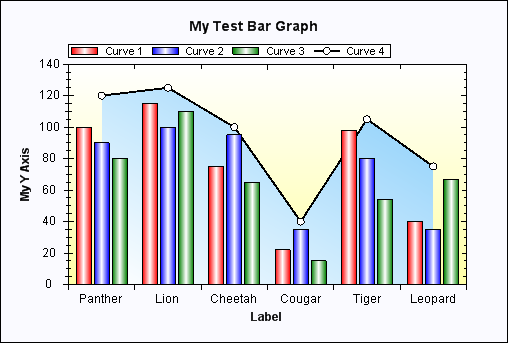 My Test Bar Graph
Curve 1 Curve 2 Curve 3 Curve 4
My Y Axis
140
120
100
80
60
40
20
0
Panther Lion Cheetah Cougar Tiger Leopard
Label